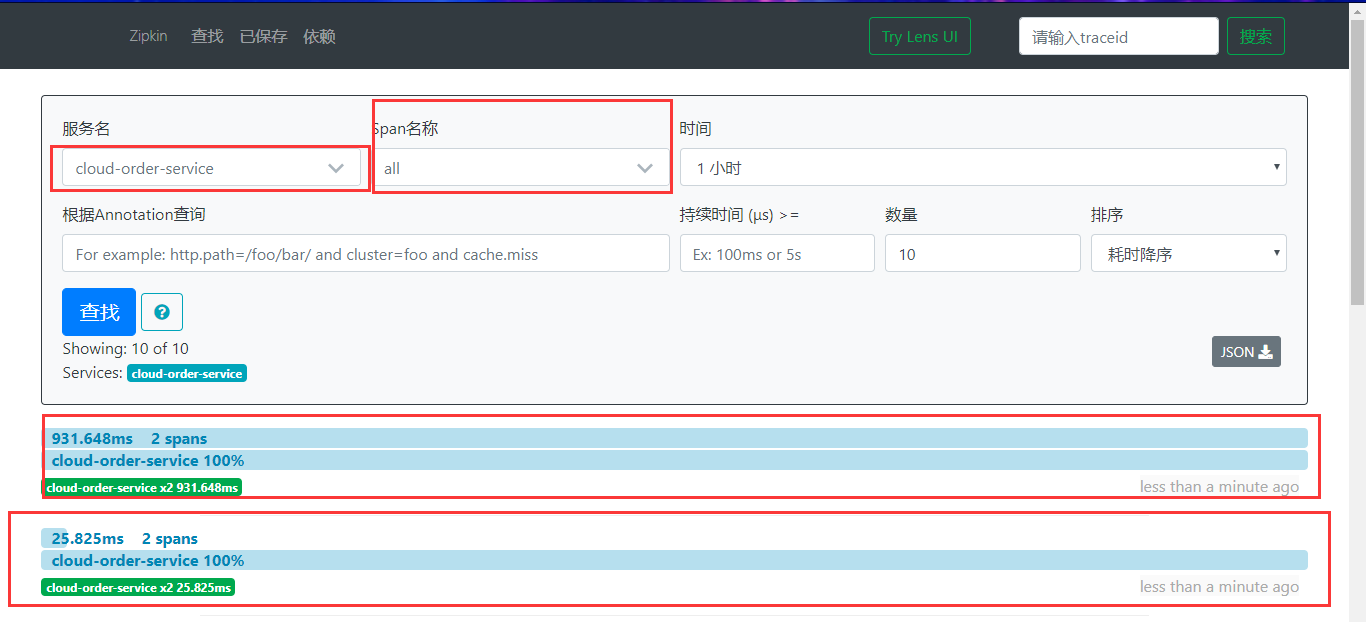 Zipkin 查找 已保存 依赖 Try Lens UI 请输入traceid 搜索
服务名 Span名称 时间
cloud-order-service all 1 小时
根据Annotation查询 持续时间 (μs) >= 数量 排序
For example: http.path=/foo/bar/ and cluster=foo and cache.miss Ex: 100ms or 5s 10 耗时降序
查找 ?
Showing: 10 of 10
JSON
Services: cloud-order-service
931.648ms 2 spans
cloud-order-service 100%
cloud-order-service x2 931.648ms less than a minute ago
25.825ms 2 spans
cloud-order-service 100%
cloud-order-service x2 25.825ms less than a minute ago